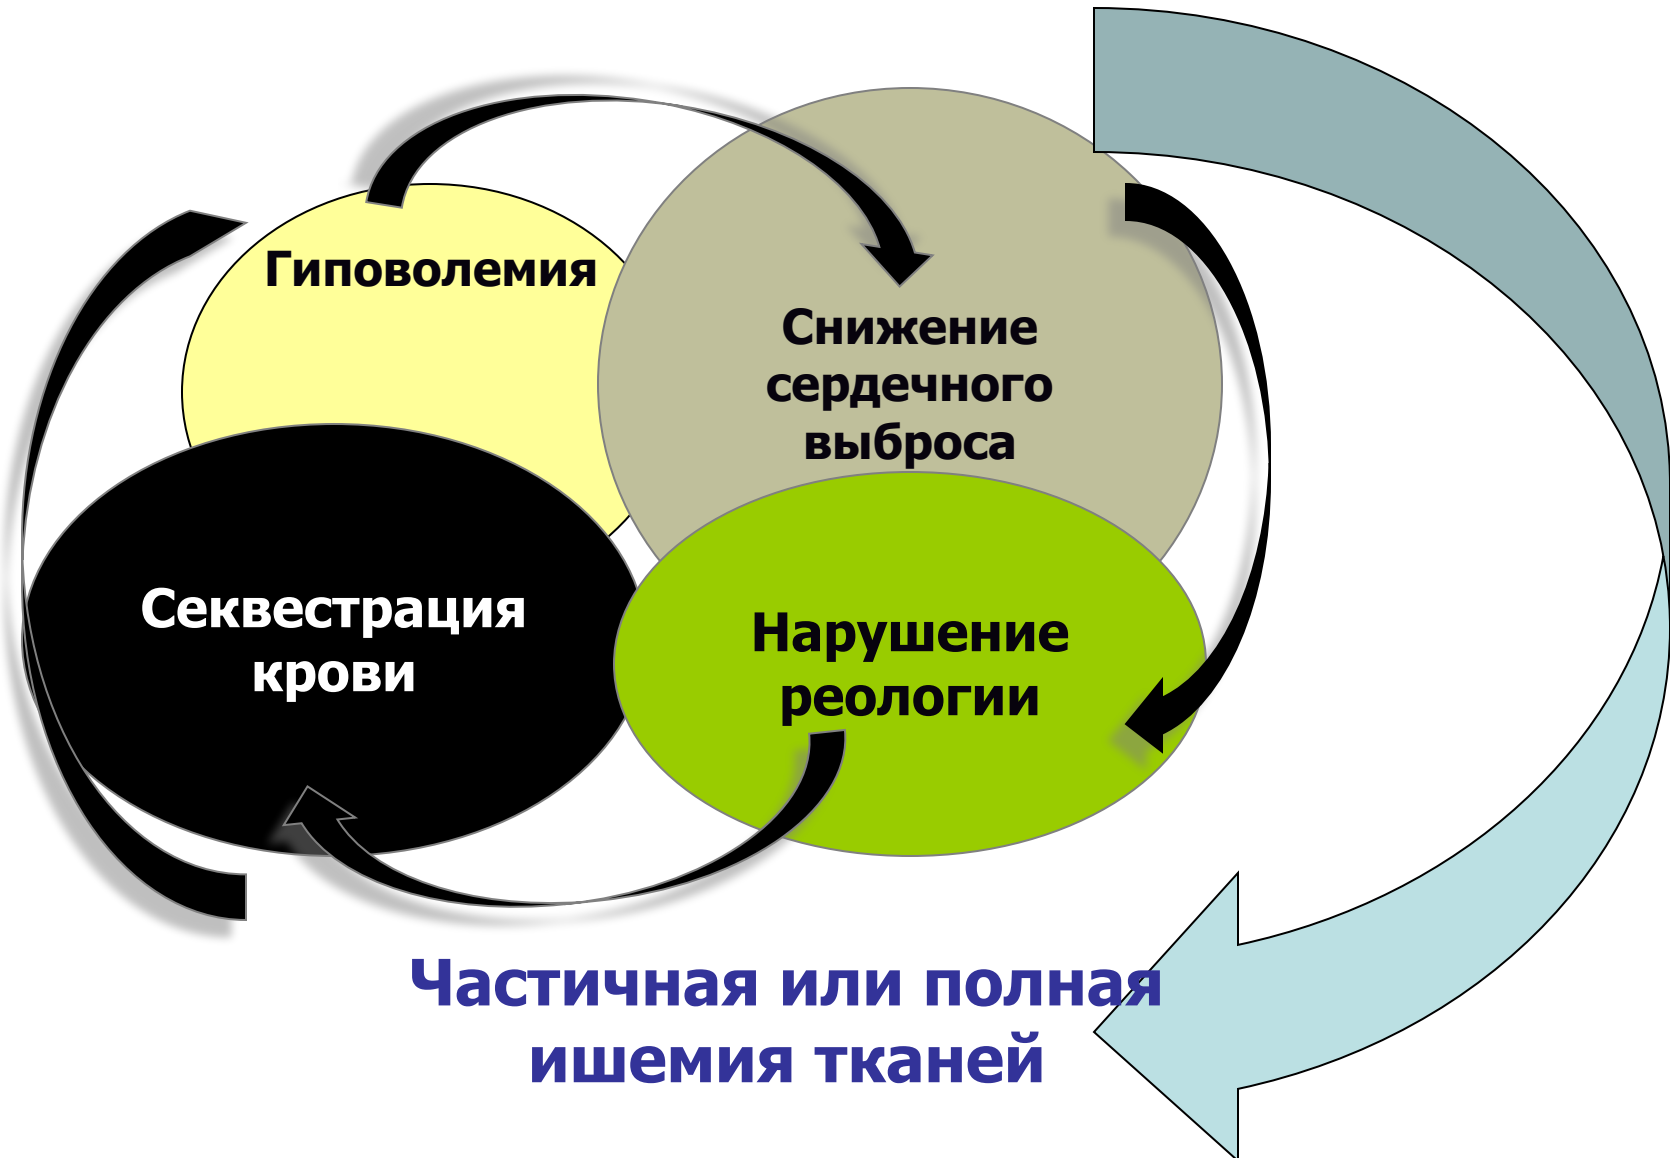 Гиповолемия
Снижение
сердечного
выброса
Секвестрация
крови
Нарушение
реологии
Частичная или полная
ишемия тканей